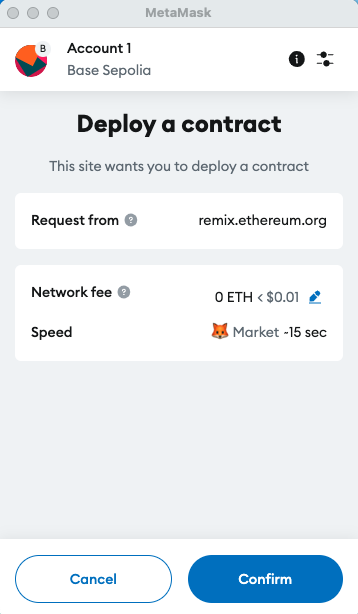 MetaMask
B
Account 1
Base Sepolia
Deploy a contract
This site wants you to deploy a contract
Request from ? remix.ethereum.org
Network fee ? 0 ETH < $0.01
Speed Market ~15 sec
Cancel Confirm